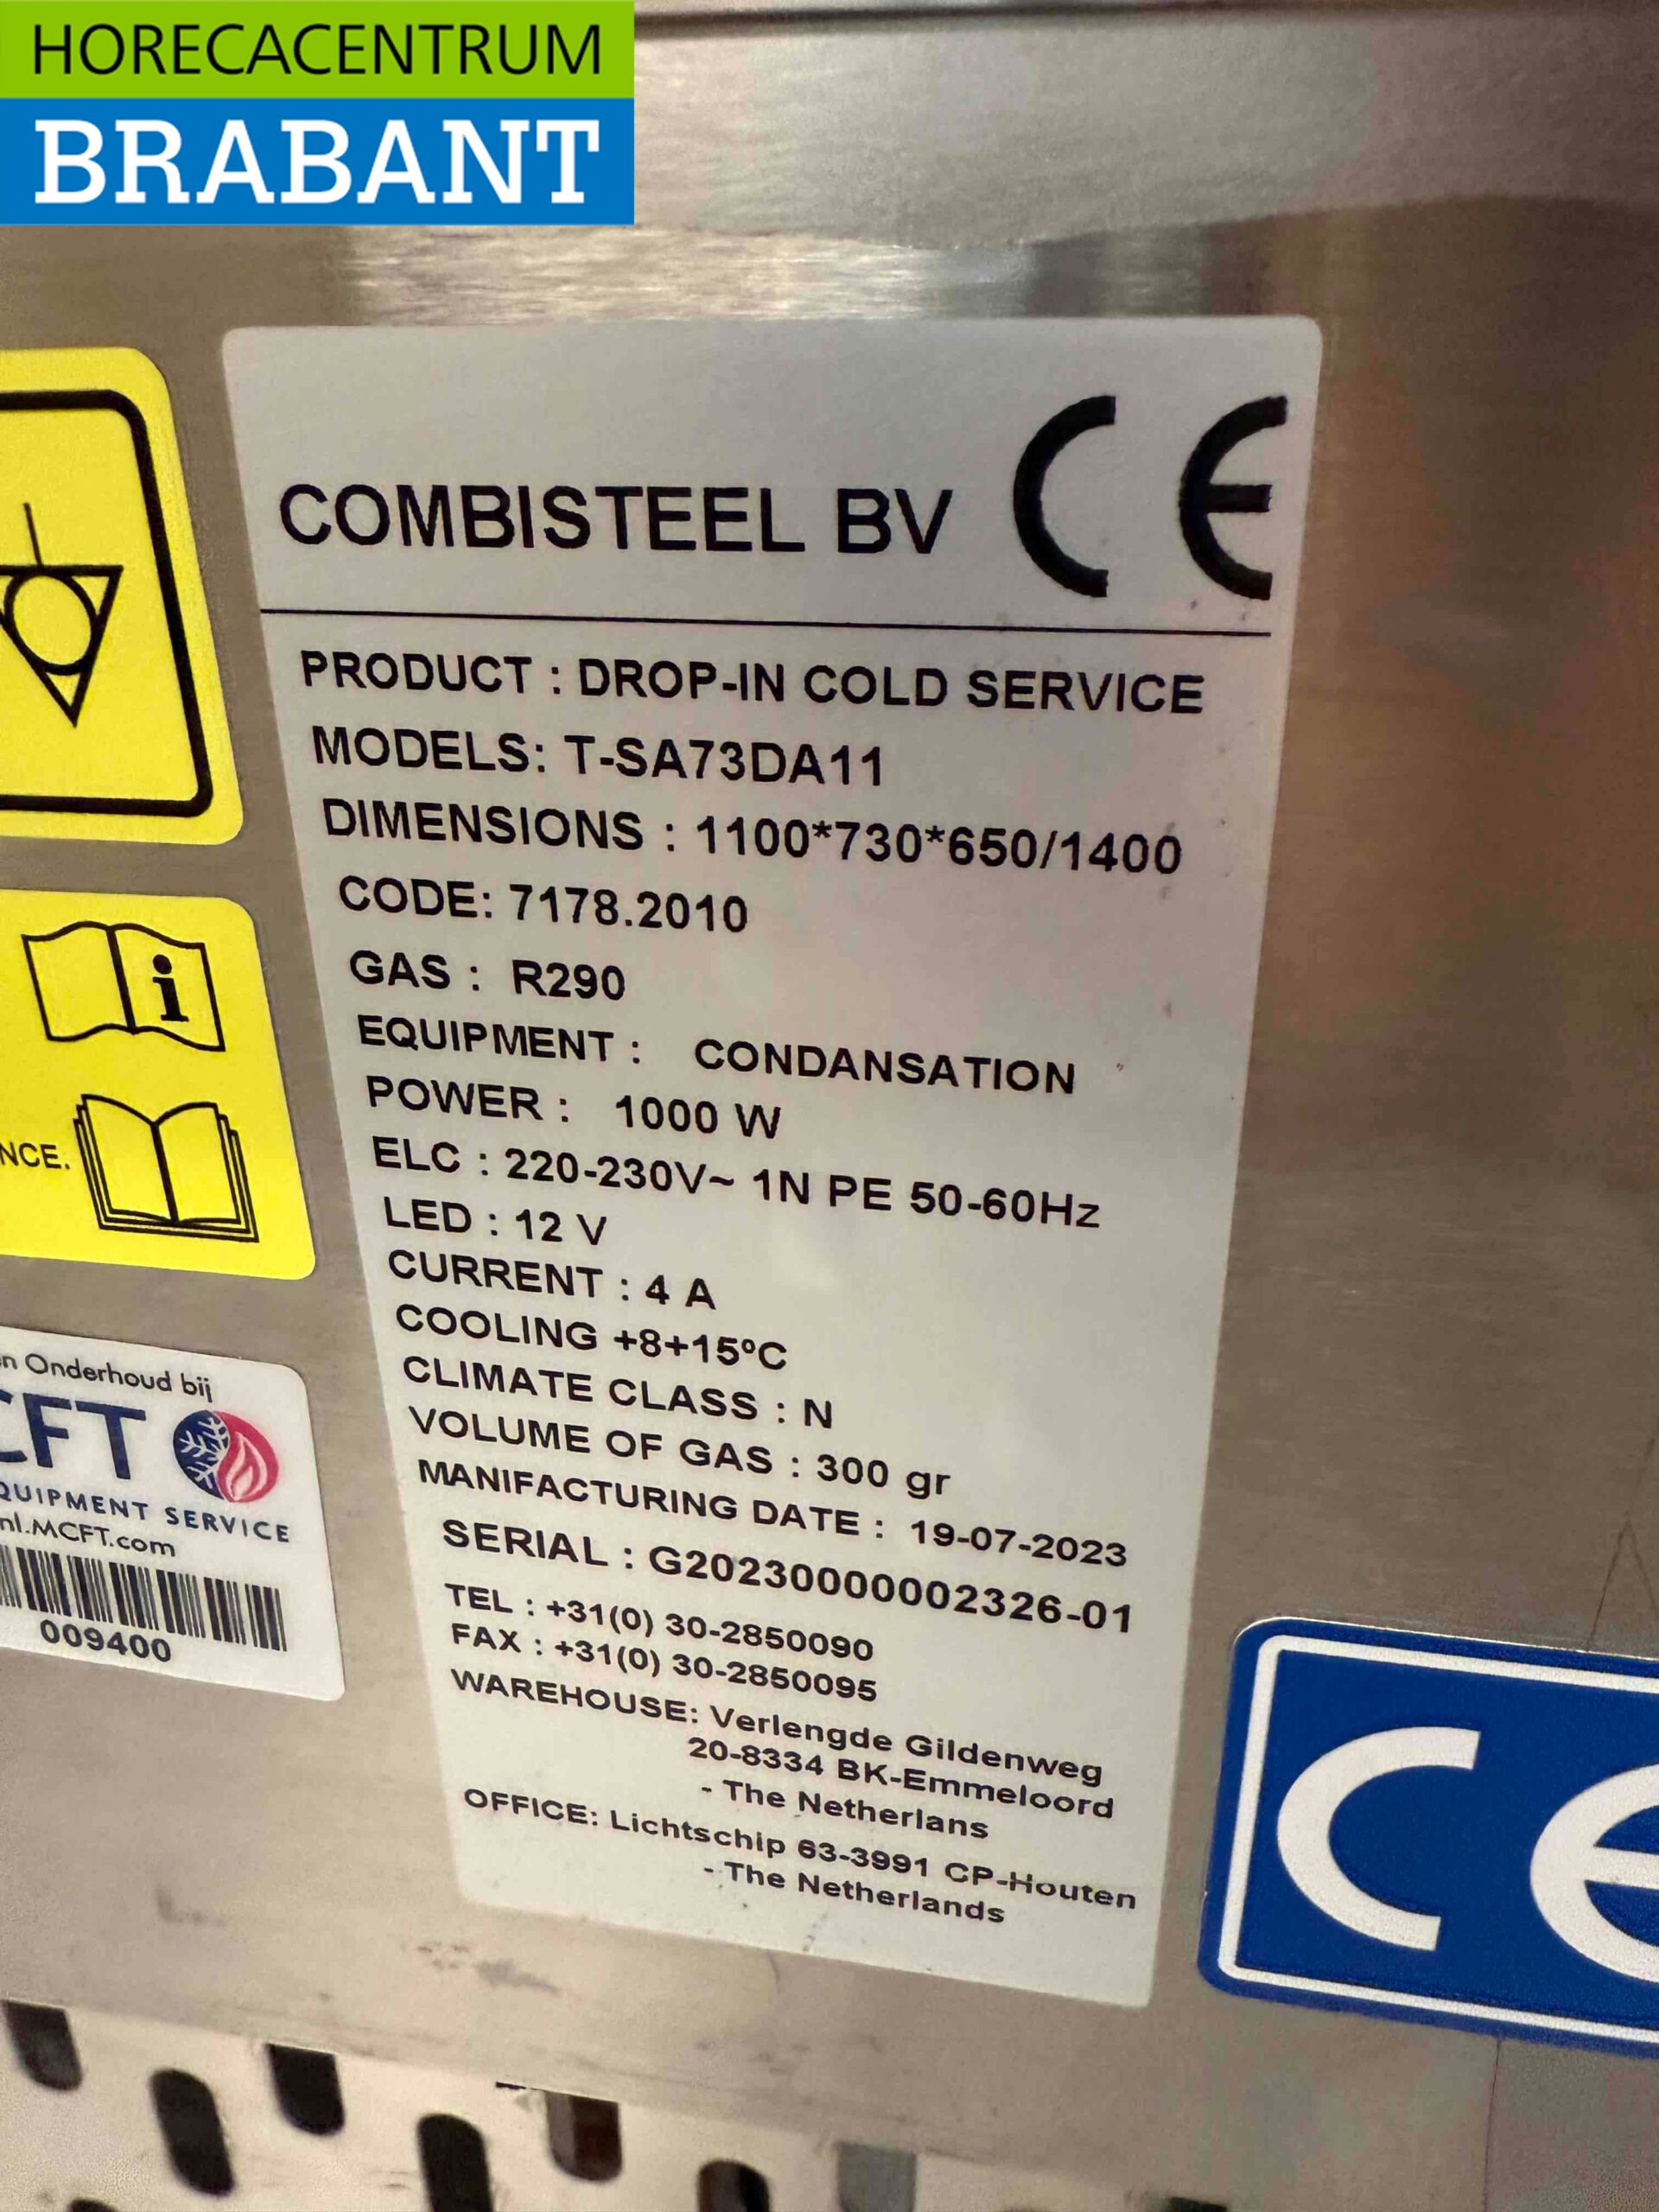 HORECACENTRUM
BRABANT
COMBISTEEL BV CE
PRODUCT : DROP-IN COLD SERVICE
MODELS: T-SA73DA11
DIMENSIONS : 1100*730*650/1400
CODE: 7178.2010
GAS : R290
EQUIPMENT : CONDANSATION
POWER : 1000 W
ELC : 220-230V~ 1N PE 50-60Hz
LED : 12 V
CURRENT : 4 A
COOLING +8+15ºC
CLIMATE CLASS : N
VOLUME OF GAS : 300 gr
MANIFACTURING DATE : 19-07-2023
SERIAL : G20230000002326-01
TEL : +31(0) 30-2850090
FAX : +31(0) 30-2850095
WAREHOUSE: Verlengde Gildenweg
20-8334 BK-Emmeloord
- The Netherlans
OFFICE: Lichtschip 63-3991 CP-Houten
- The Netherlands
i
NCE.
n Onderhoud bij
CFT
QUIPMENT SERVICE
nl.MCFT.com
009400
CE